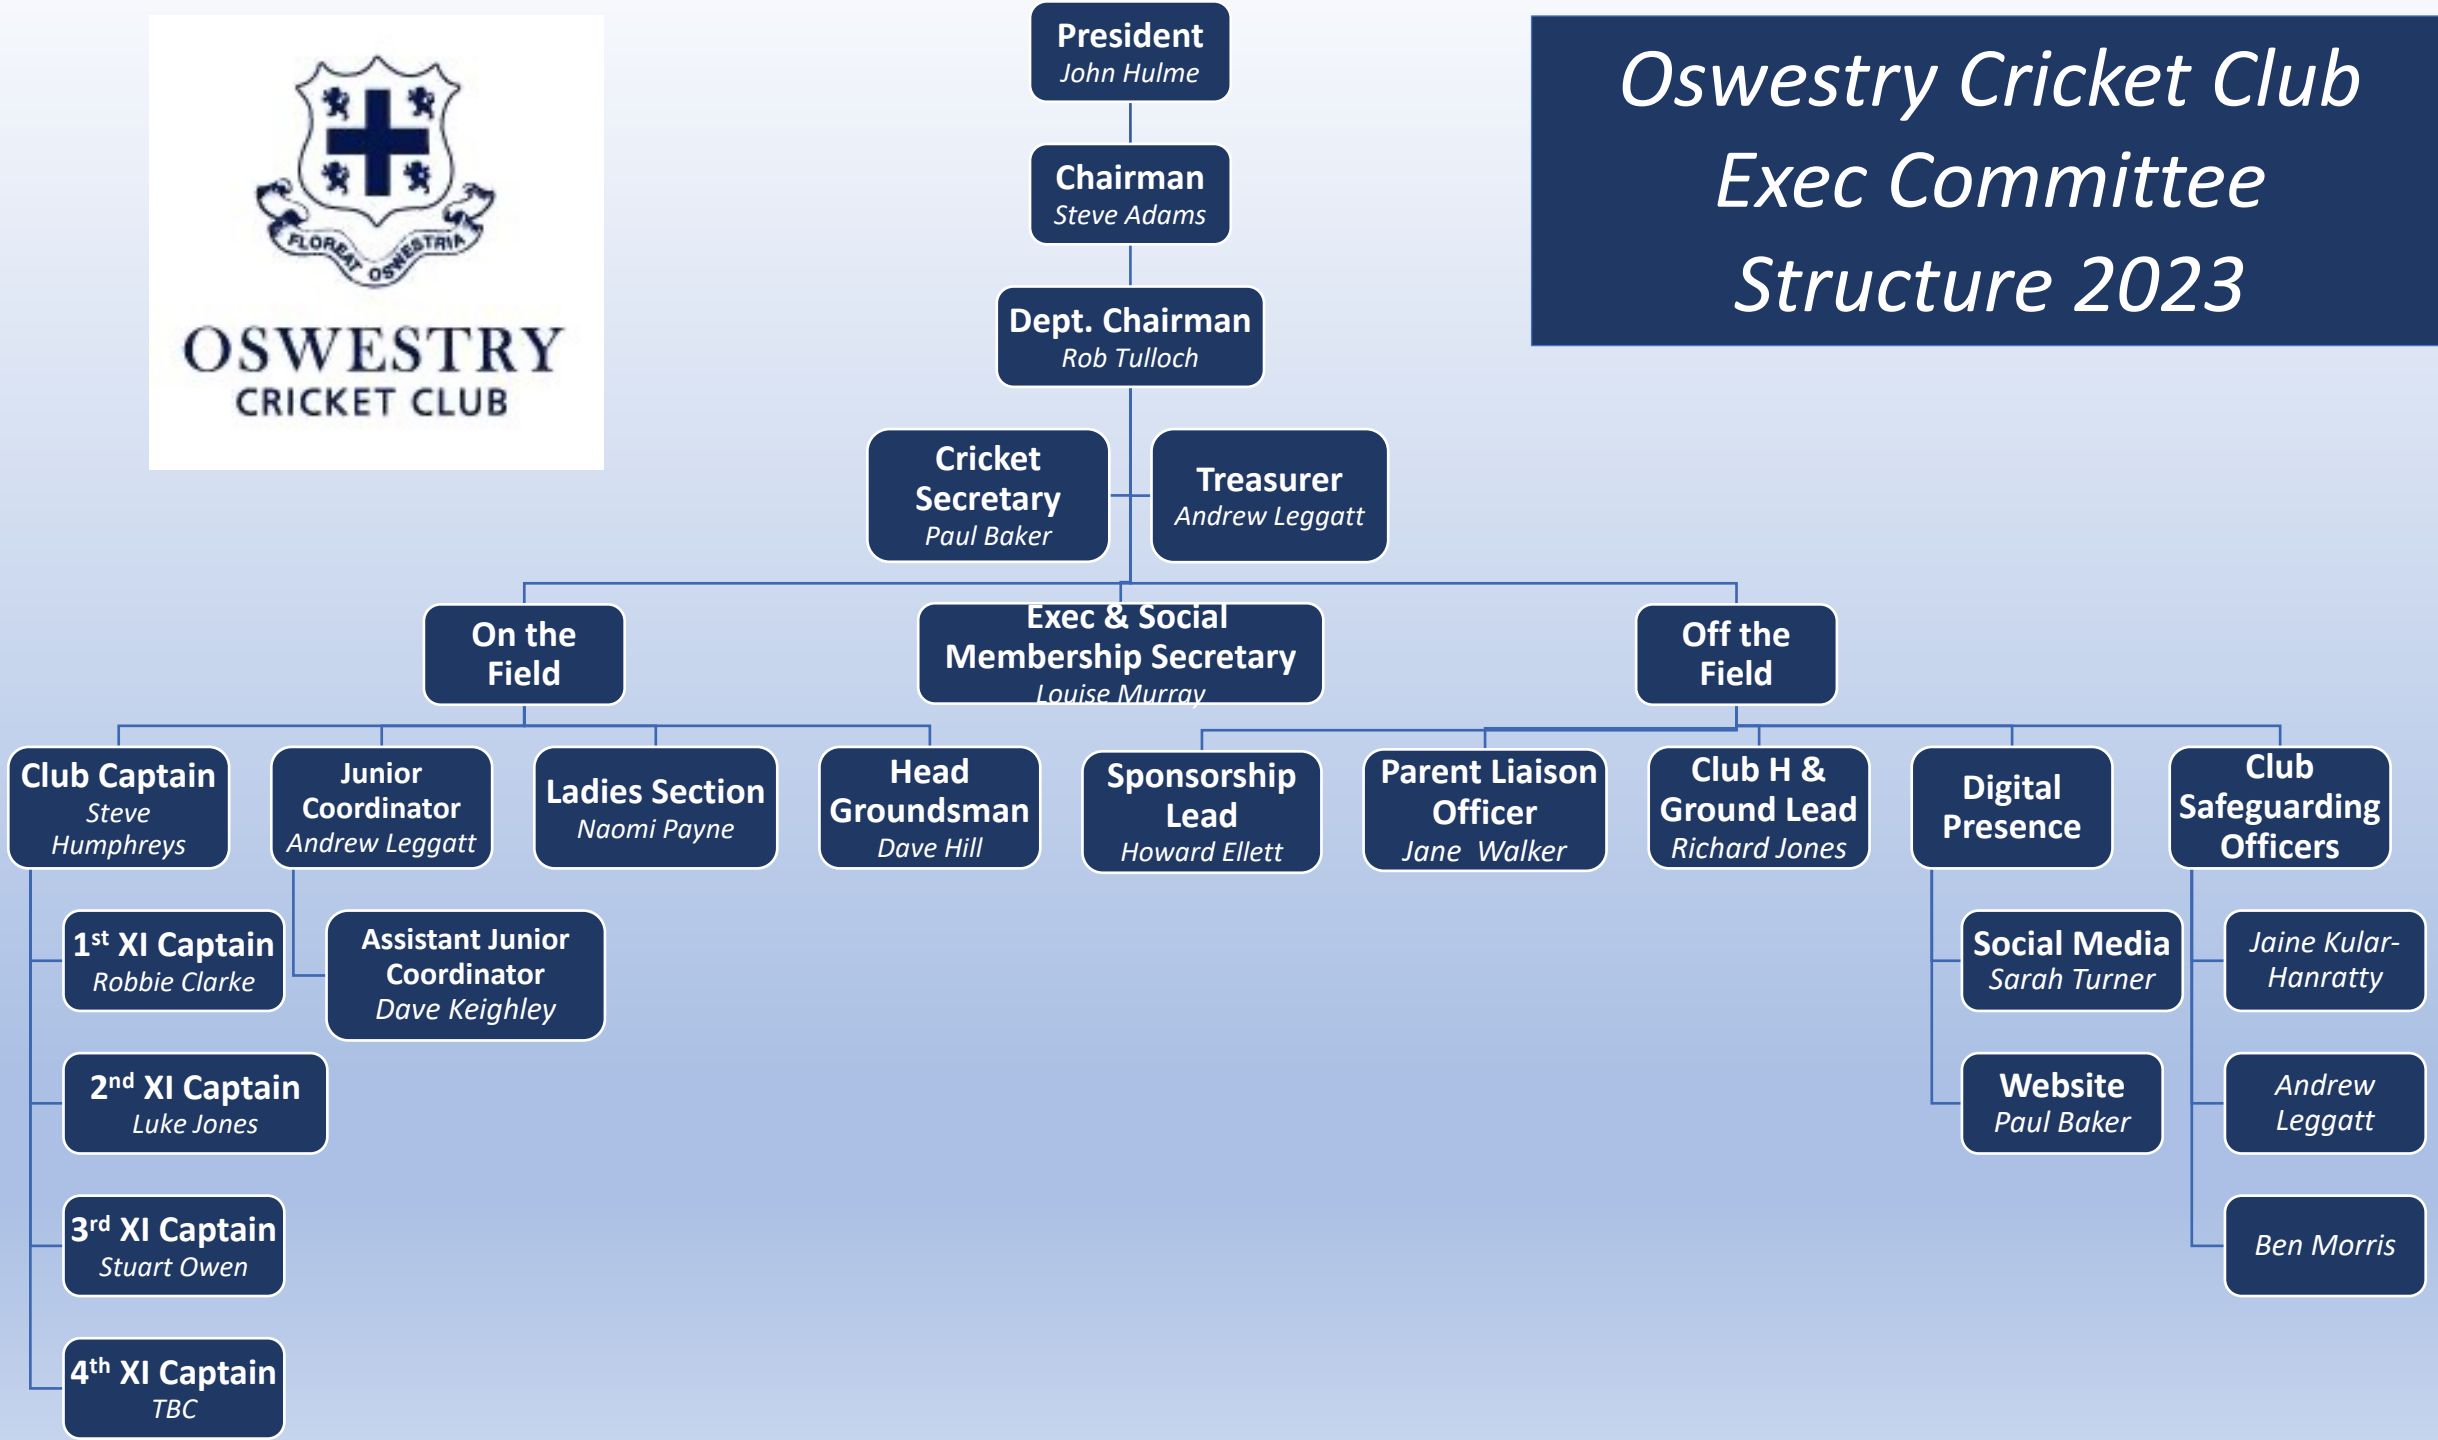 FLOREAT OSWESTRIA
OSWESTRY
CRICKET CLUB
President
John Hulme
Oswestry Cricket Club
Exec Committee
Structure 2023
Chairman
Steve Adams
Dept. Chairman
Rob Tulloch
Cricket
Secretary
Paul Baker
Treasurer
Andrew Leggatt
On the
Field
Exec & Social
Membership Secretary
Louise Murray
Off the
Field
Club Captain
Steve
Humphreys
Junior
Coordinator
Andrew Leggatt
Ladies Section
Naomi Payne
Head
Groundsman
Dave Hill
Sponsorship
Lead
Howard Ellett
Parent Liaison
Officer
Jane  Walker
Club H &
Ground Lead
Richard Jones
Digital
Presence
Club
Safeguarding
Officers
1st XI Captain
Robbie Clarke
Assistant Junior
Coordinator
Dave Keighley
Social Media
Sarah Turner
Jaine Kular-
Hanratty
2nd XI Captain
Luke Jones
Website
Paul Baker
Andrew
Leggatt
3rd XI Captain
Stuart Owen
Ben Morris
4th XI Captain
TBC